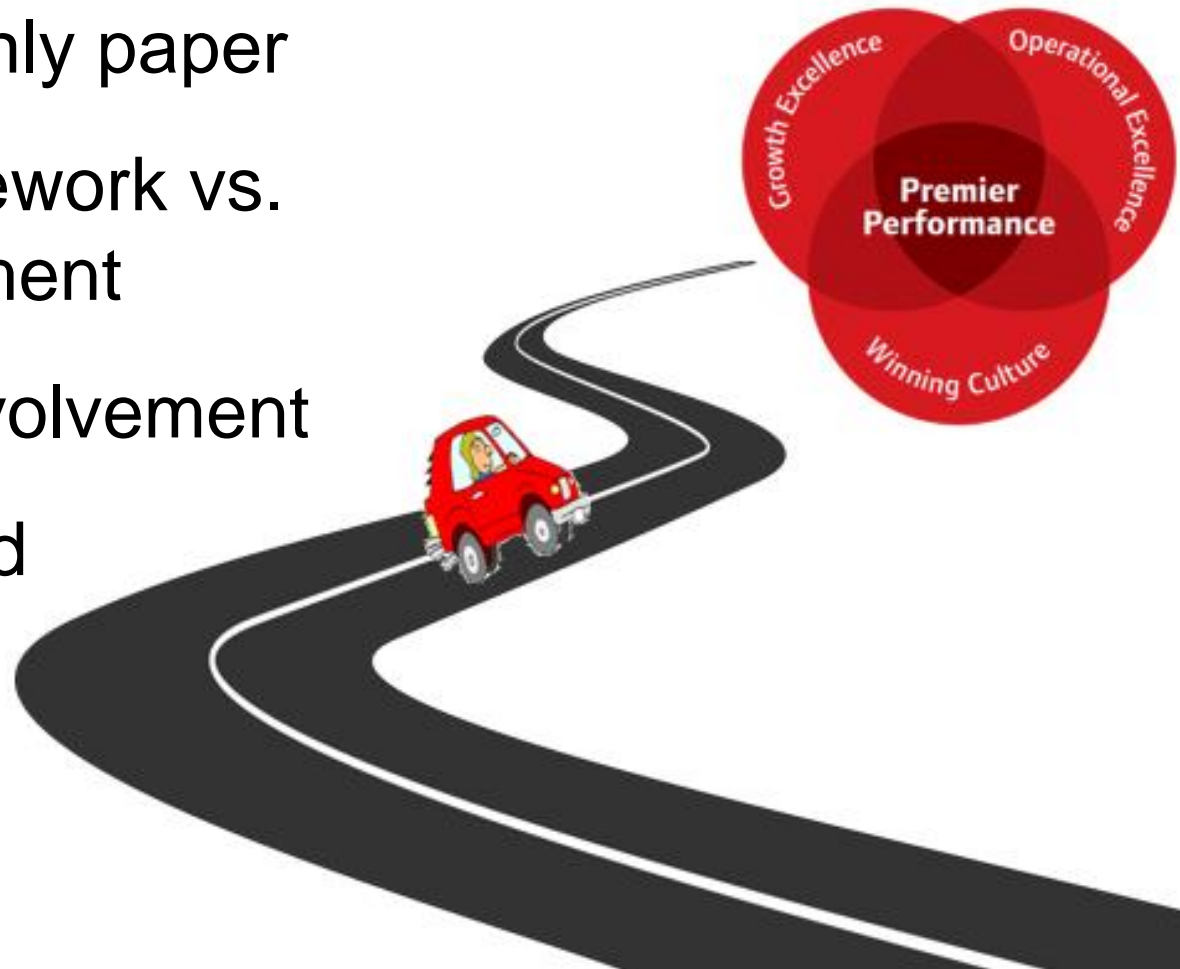 nly paper
ework vs.
nent
volvement
d
Growth Excellence
Operational Excellence
Premier
Performance
Winning Culture